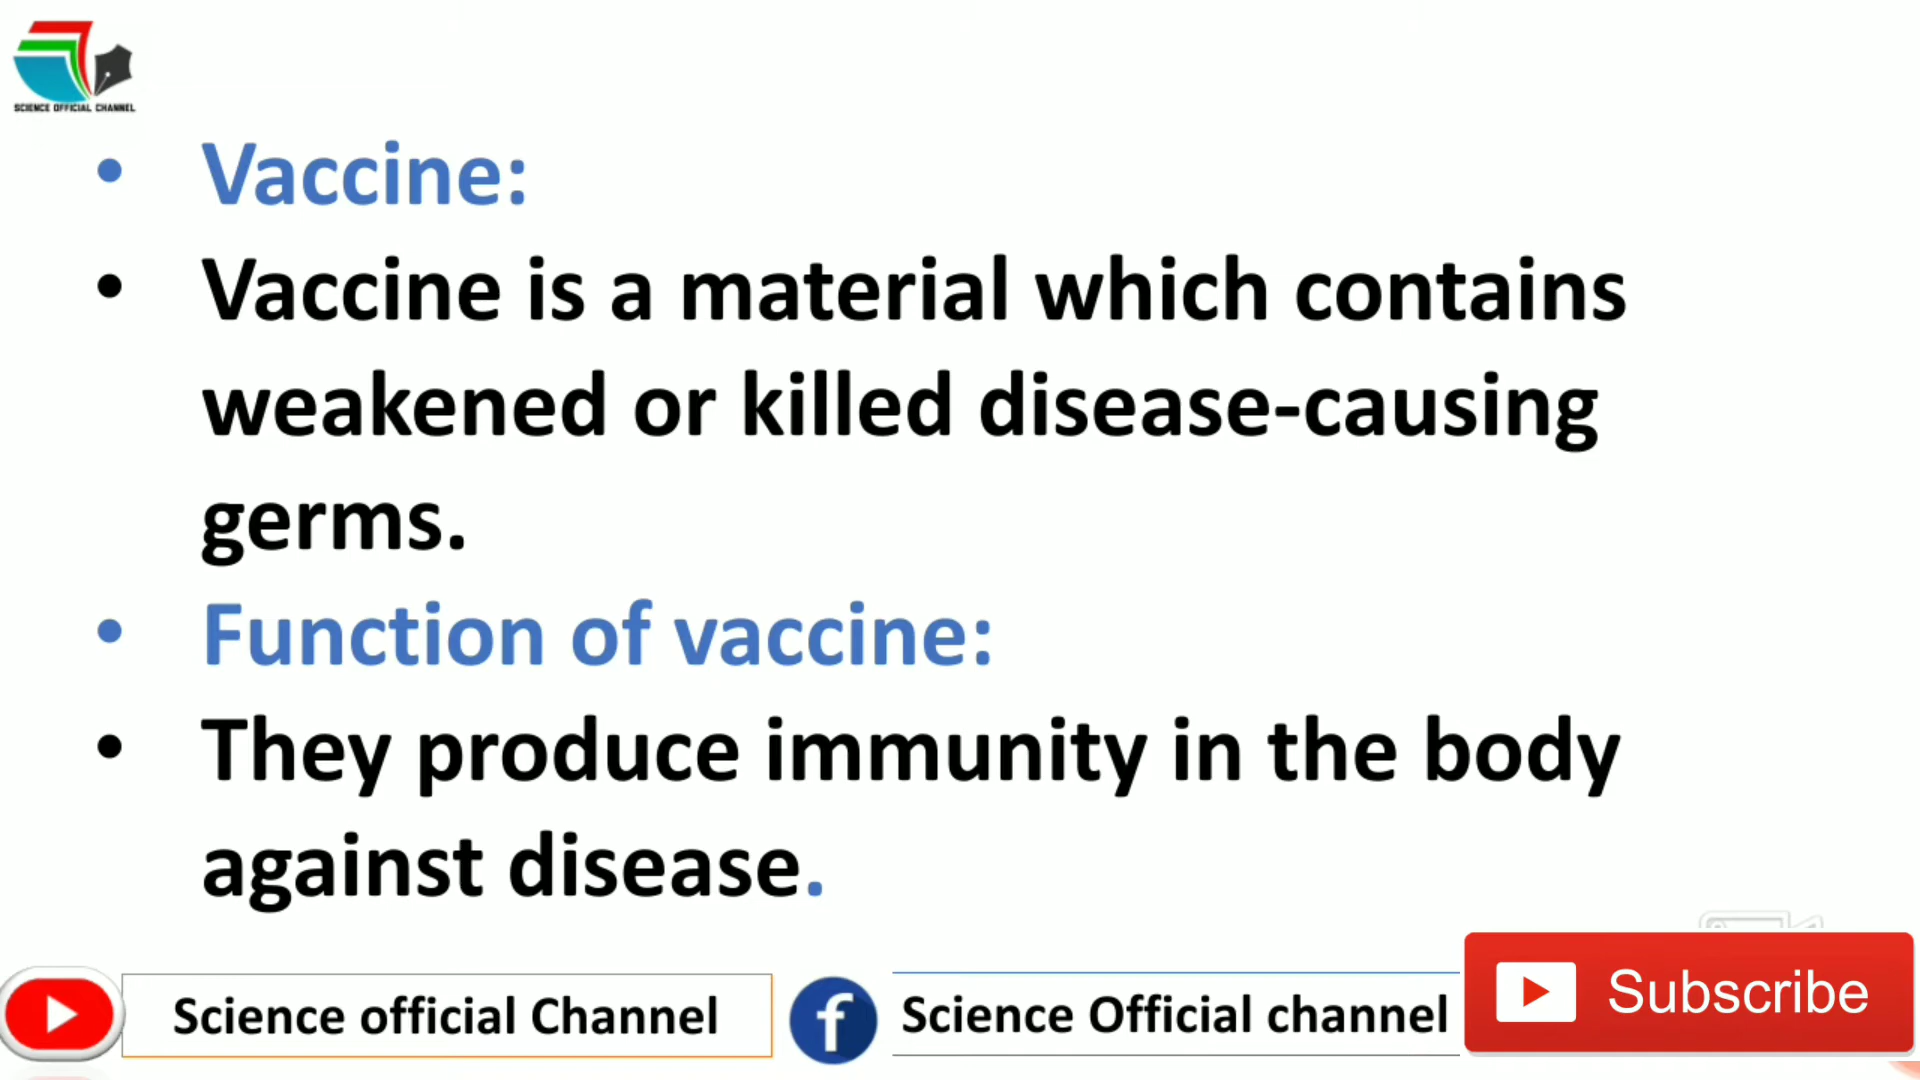 SCIENCE OFFICIAL CHANNEL
• Vaccine:
• Vaccine is a material which contains
weakened or killed disease-causing
germs.
• Function of vaccine:
• They produce immunity in the body
against disease.
Science official Channel
f Science Official channel
Subscribe